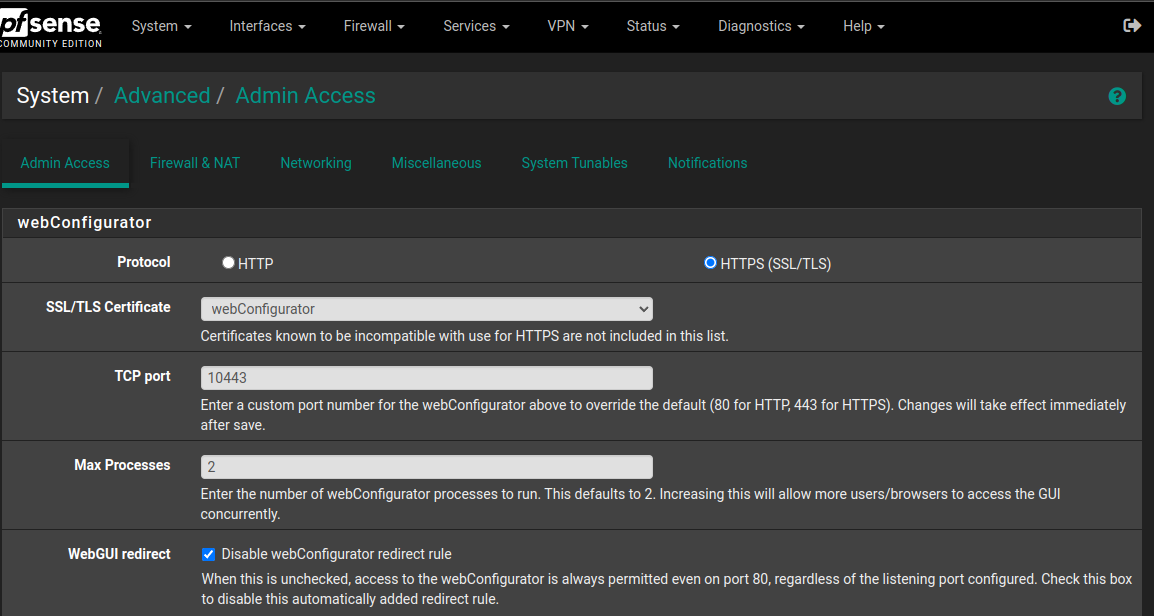 pfsense
COMMUNITY EDITION
System Interfaces Firewall Services VPN Status Diagnostics Help
System / Advanced / Admin Access
?
Admin Access Firewall & NAT Networking Miscellaneous System Tunables Notifications
webConfigurator
Protocol HTTP HTTPS (SSL/TLS)
SSL/TLS Certificate webConfigurator
Certificates known to be incompatible with use for HTTPS are not included in this list.
TCP port 10443
Enter a custom port number for the webConfigurator above to override the default (80 for HTTP, 443 for HTTPS). Changes will take effect immediately
after save.
Max Processes 2
Enter the number of webConfigurator processes to run. This defaults to 2. Increasing this will allow more users/browsers to access the GUI
concurrently.
WebGUI redirect Disable webConfigurator redirect rule
When this is unchecked, access to the webConfigurator is always permitted even on port 80, regardless of the listening port configured. Check this box
to disable this automatically added redirect rule.